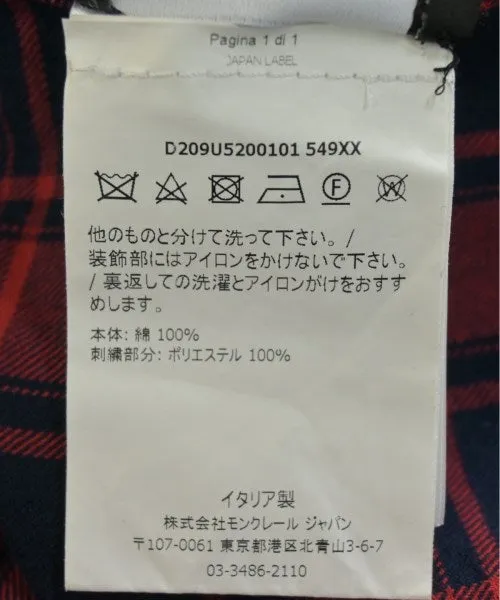 Pagina 1 di 1
JAPAN LABEL
D209U5200101 549XX
F W
他のものと分けて洗って下さい。/
装飾部にはアイロンをかけないで下さい。
/ 裏返しての洗濯とアイロンがけをおすす
めします。
本体: 綿 100%
刺繍部分: ポリエステル 100%
イタリア製
株式会社モンクレール ジャパン
〒107-0061 東京都港区北青山3-6-7
03-3486-2110